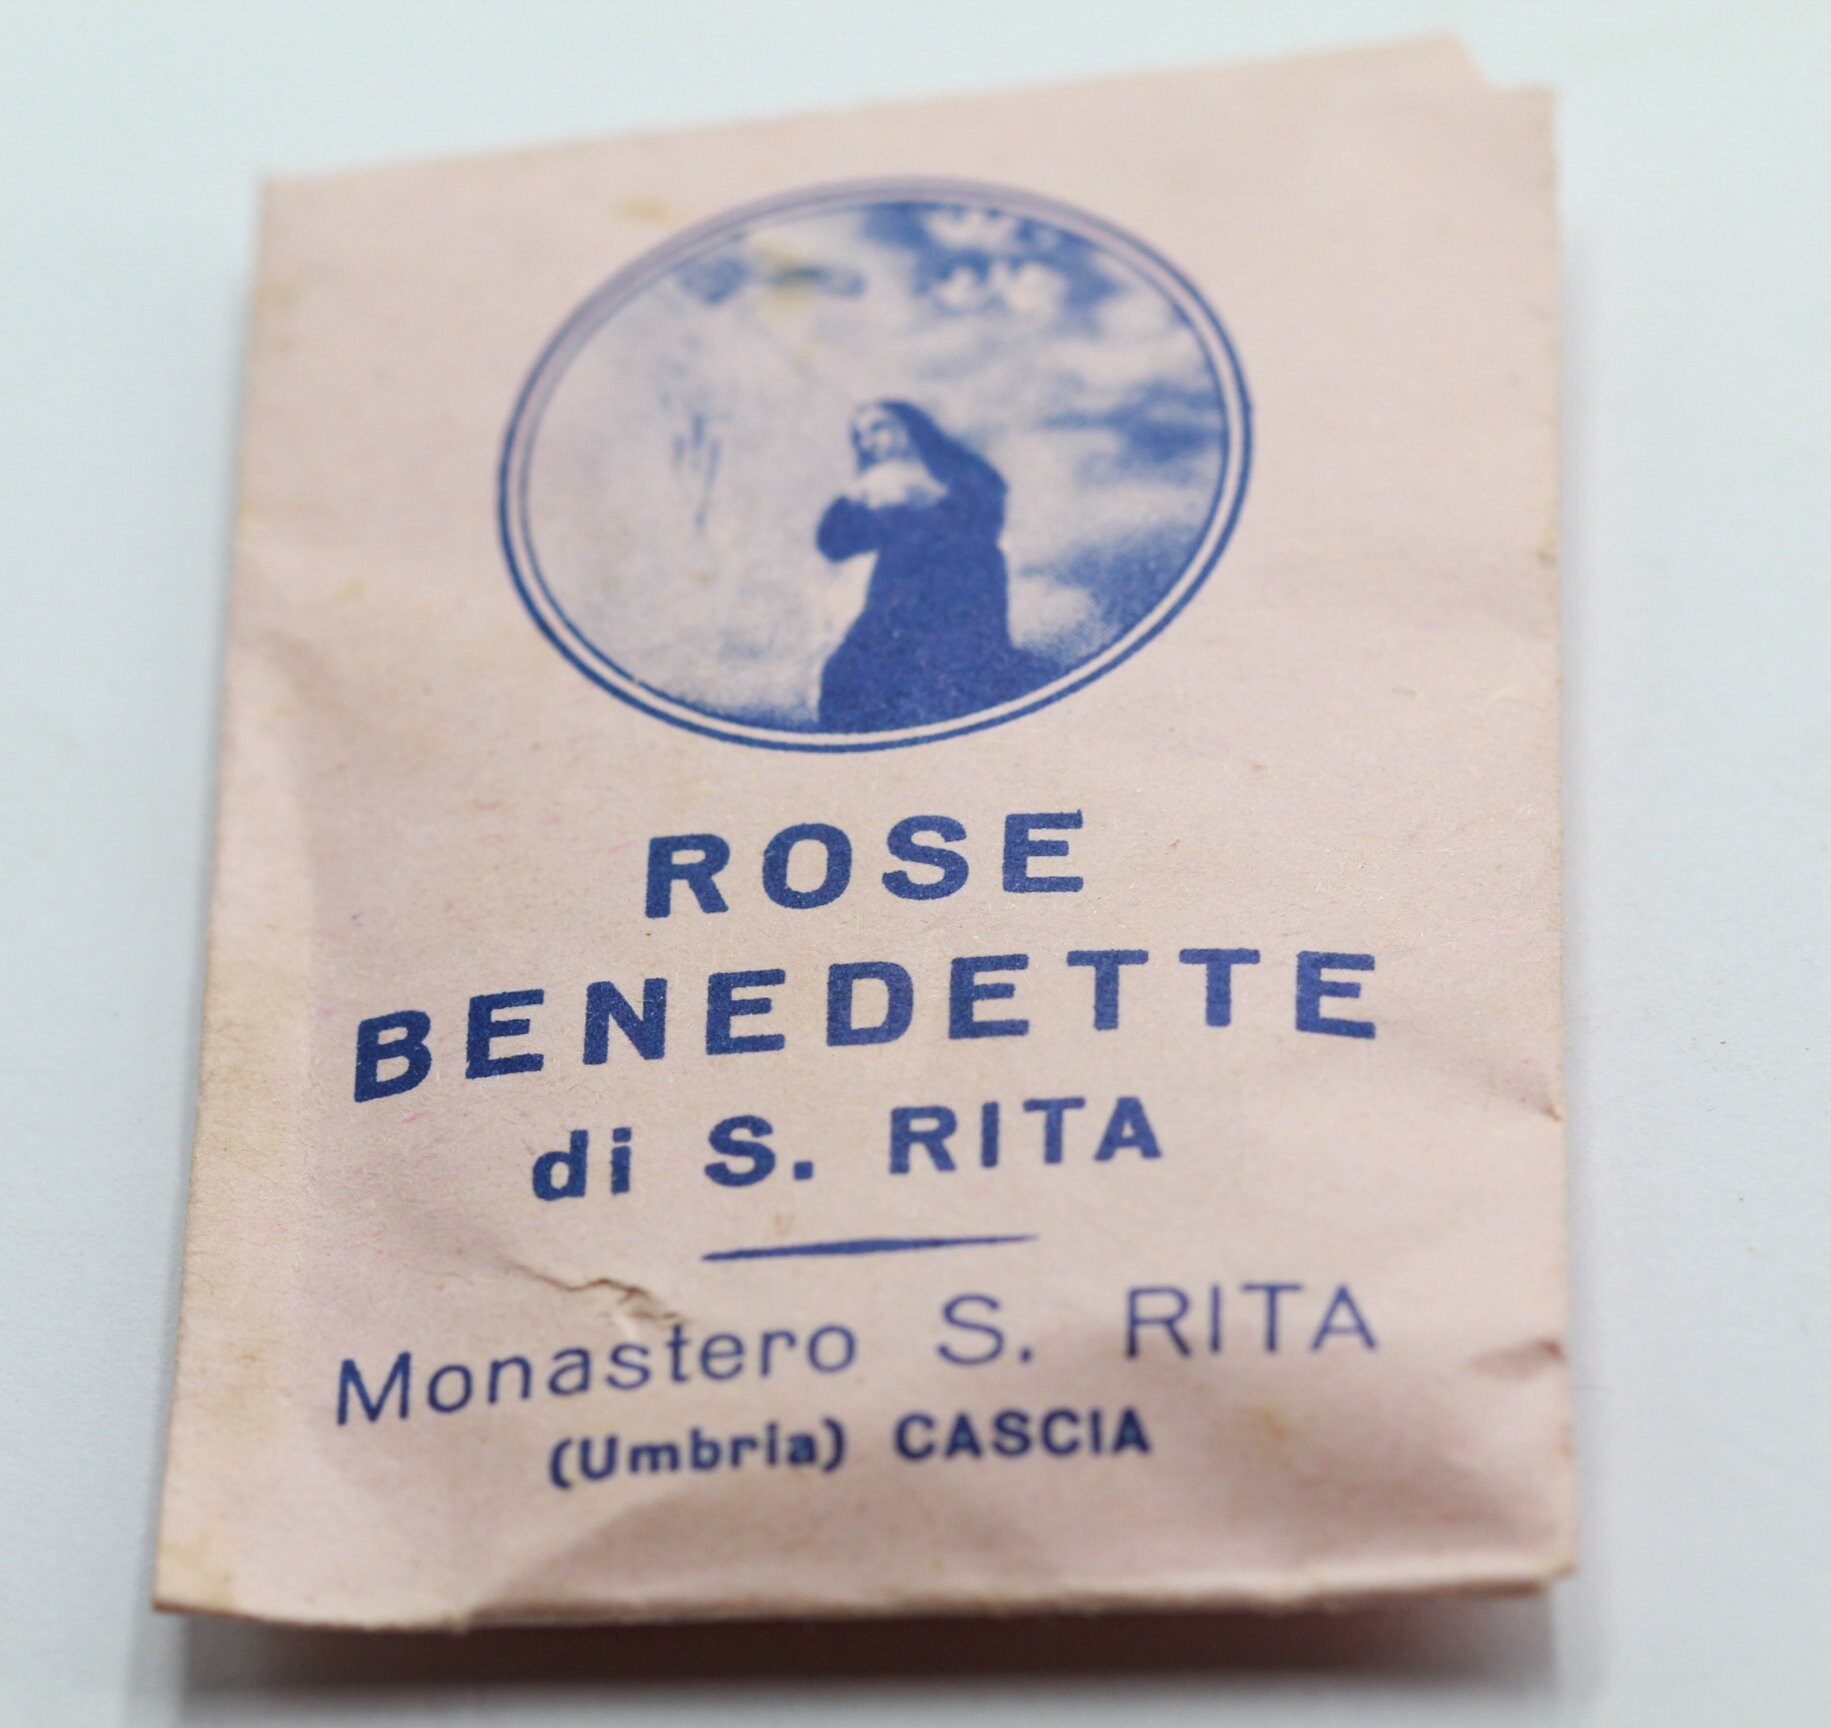 ROSE
BENEDETTE
di S. RITA
Monastero S. RITA
(Umbria) CASCIA